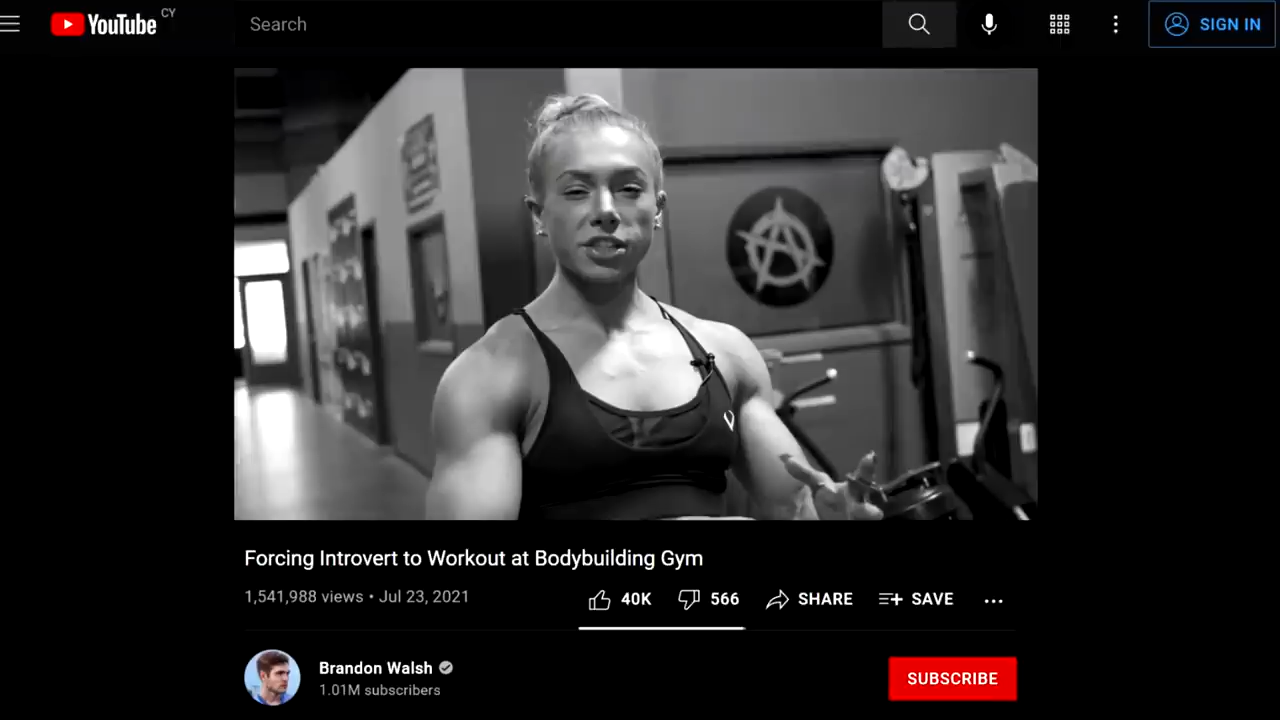 YouTube CY
Search
SIGN IN
A
Forcing Introvert to Workout at Bodybuilding Gym
1,541,988 views • Jul 23, 2021
40K
566
SHARE
SAVE
Brandon Walsh
1.01M subscribers
SUBSCRIBE